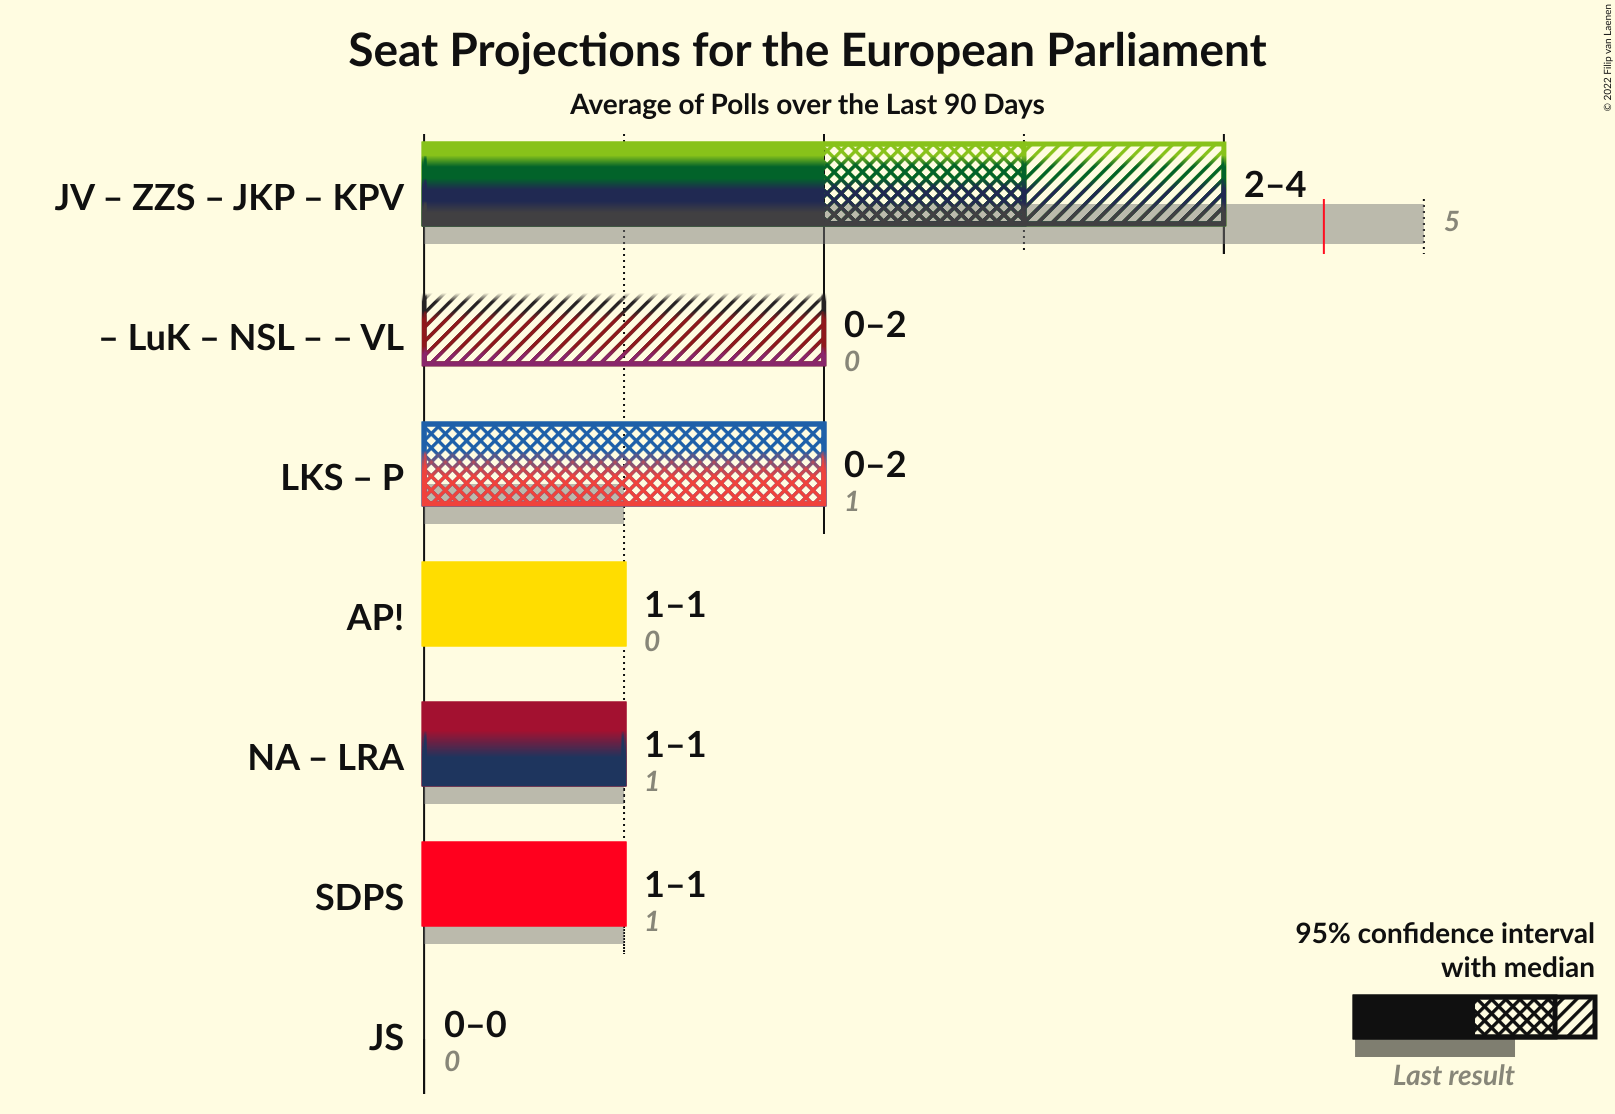 Seat Projections for the European Parliament
Average of Polls over the Last 90 Days
© 2022 Filip van Laenen
JV – ZZS – JKP – KPV
2–4
5
– LuK – NSL – – VL
0–2
0
LKS – P
0–2
1
AP!
1–1
0
NA – LRA
1–1
1
SDPS
1–1
1
JS
0–0
0
95% confidence interval
with median
Last result